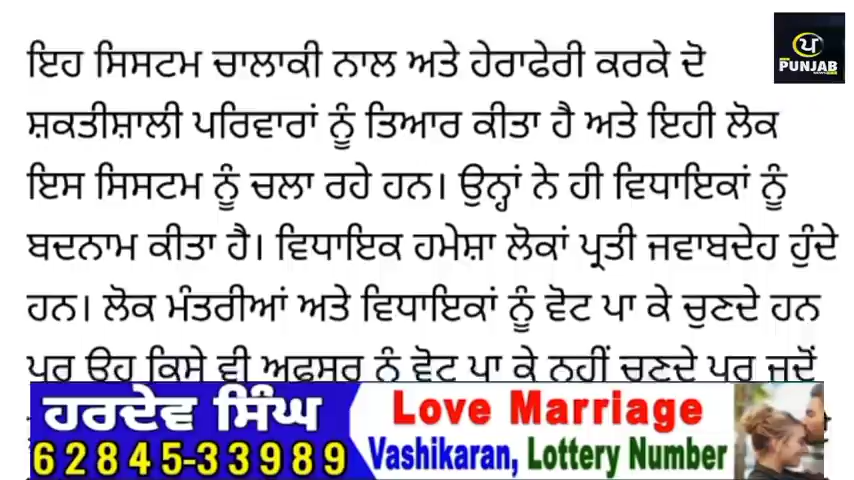 ਪ
PUNJAB
ਇਹ ਸਿਸਟਮ ਚਾਲਾਕੀ ਨਾਲ ਅਤੇ ਹੇਰਾਫੇਰੀ ਕਰਕੇ ਦੋ
ਸ਼ਕਤੀਸ਼ਾਲੀ ਪਰਿਵਾਰਾਂ ਨੂੰ ਤਿਆਰ ਕੀਤਾ ਹੈ ਅਤੇ ਇਹੀ ਲੋਕ
ਇਸ ਸਿਸਟਮ ਨੂੰ ਚਲਾ ਰਹੇ ਹਨ। ਉਨ੍ਹਾਂ ਨੇ ਹੀ ਵਿਧਾਇਕਾਂ ਨੂੰ
ਬਦਨਾਮ ਕੀਤਾ ਹੈ। ਵਿਧਾਇਕ ਹਮੇਸ਼ਾ ਲੋਕਾਂ ਪ੍ਰਤੀ ਜਵਾਬਦੇਹ ਹੁੰਦੇ
ਹਨ। ਲੋਕ ਮੰਤਰੀਆਂ ਅਤੇ ਵਿਧਾਇਕਾਂ ਨੂੰ ਵੋਟ ਪਾ ਕੇ ਚੁਣਦੇ ਹਨ
ਪਰ ਉਹ ਕਿਸੇ ਵੀ ਅਫਸਰ ਨੂੰ ਵੋਟ ਪਾ ਕੇ ਨਹੀਂ ਚੁਣਦੇ ਪਰ ਜਦੋਂ
ਹਰਦੇਵ ਸਿੰਘ
62845-33989
Love Marriage
Vashikaran, Lottery Number